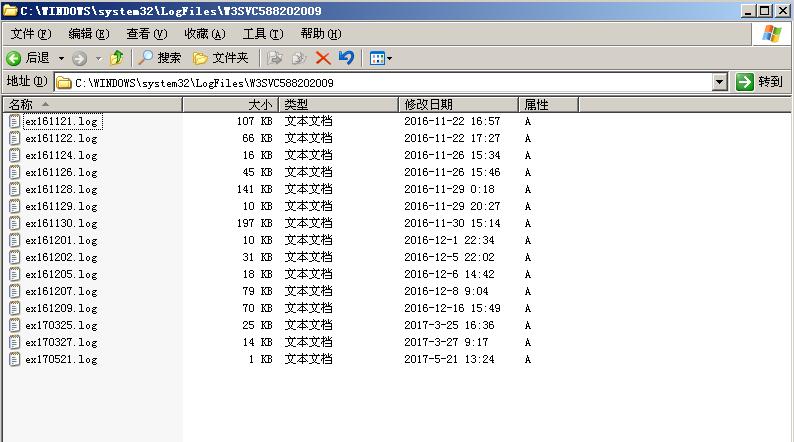 C:\WINDOWS\system32\LogFiles\W3SVC588202009
文件(F) 编辑(E) 查看(V) 收藏(A) 工具(T) 帮助(H)
后退 搜索 文件夹
地址(D) C:\WINDOWS\system32\LogFiles\W3SVC588202009 转到
名称 大小 类型 修改日期 属性
ex161121.log 107 KB 文本文档 2016-11-22 16:57 A
ex161122.log 66 KB 文本文档 2016-11-22 17:27 A
ex161124.log 16 KB 文本文档 2016-11-26 15:34 A
ex161126.log 45 KB 文本文档 2016-11-26 15:46 A
ex161128.log 141 KB 文本文档 2016-11-29 0:18 A
ex161129.log 10 KB 文本文档 2016-11-29 20:27 A
ex161130.log 197 KB 文本文档 2016-11-30 15:14 A
ex161201.log 10 KB 文本文档 2016-12-1 22:34 A
ex161202.log 31 KB 文本文档 2016-12-5 22:02 A
ex161205.log 18 KB 文本文档 2016-12-6 14:42 A
ex161207.log 79 KB 文本文档 2016-12-8 9:04 A
ex161209.log 70 KB 文本文档 2016-12-16 15:49 A
ex170325.log 25 KB 文本文档 2017-3-25 16:36 A
ex170327.log 14 KB 文本文档 2017-3-27 9:17 A
ex170521.log 1 KB 文本文档 2017-5-21 13:24 A